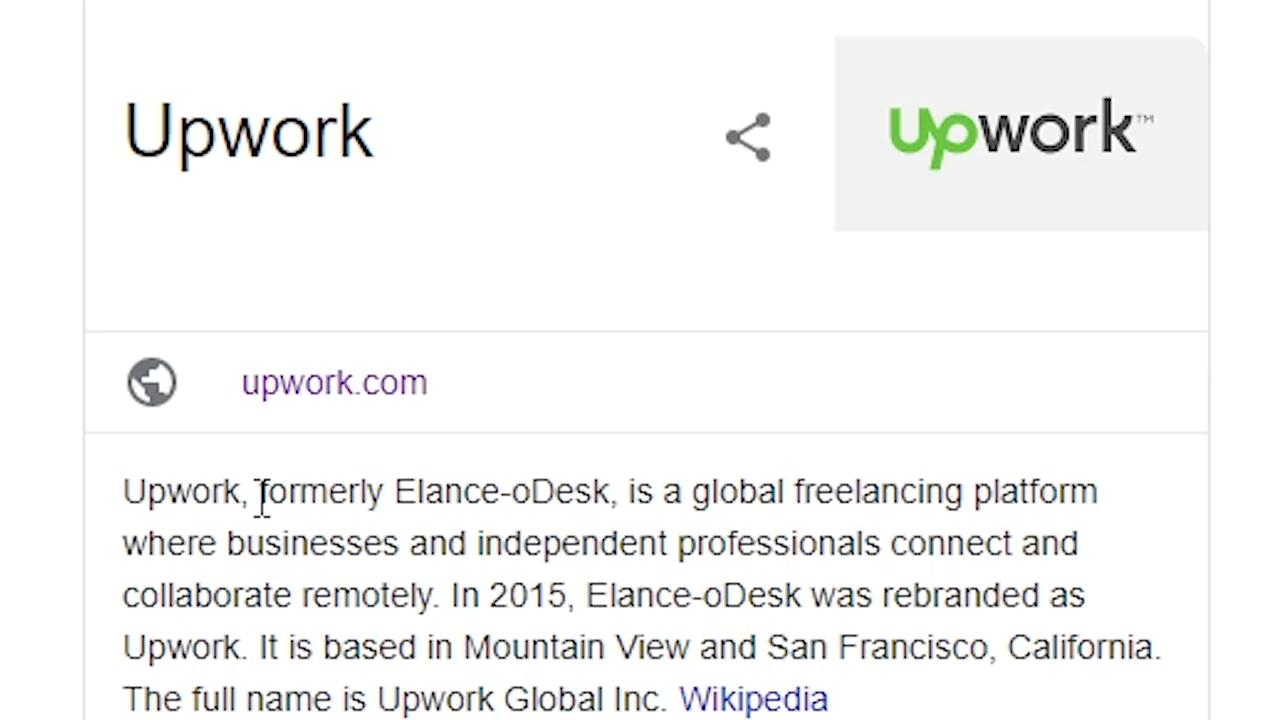 Upwork
upwork™
upwork.com
Upwork, formerly Elance-oDesk, is a global freelancing platform
where businesses and independent professionals connect and
collaborate remotely. In 2015, Elance-oDesk was rebranded as
Upwork. It is based in Mountain View and San Francisco, California.
The full name is Upwork Global Inc. Wikipedia